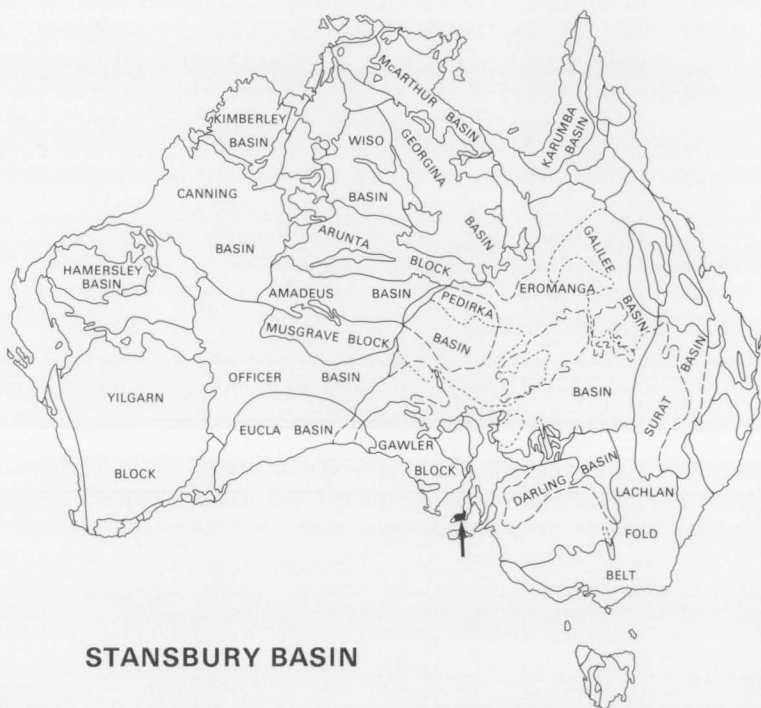 McARTHUR BASIN
KIMBERLEY
BASIN
KARUMBA
BASIN
WISO
BASIN
GEORGINA
BASIN
CANNING
BASIN
GALILEE
BASIN
ARUNTA
BLOCK
HAMERSLEY
BASIN
EROMANGA
BASIN
AMADEUS BASIN
PEDIRKA
BASIN
MUSGRAVE BLOCK
OFFICER BASIN
YILGARN
BLOCK
SURAT
BASIN
EUCLA BASIN
GAWLER
BLOCK
DARLING BASIN
LACHLAN
FOLD
BELT
STANSBURY BASIN